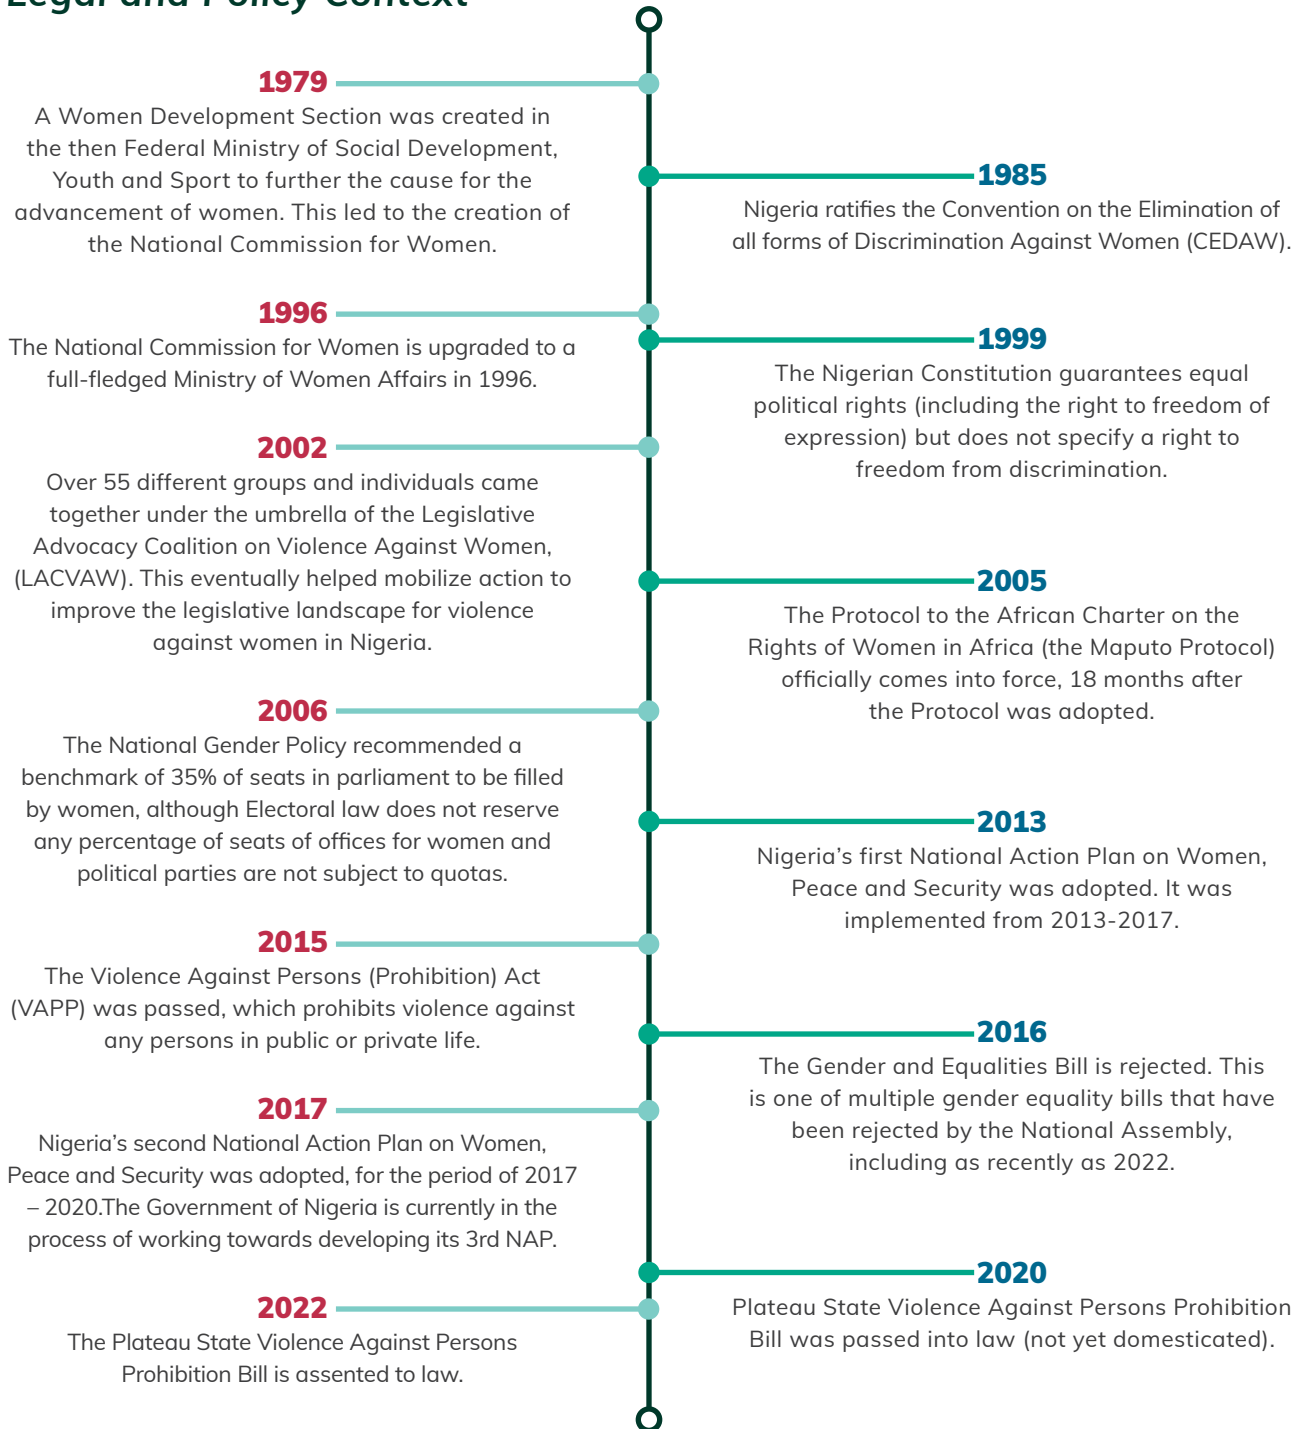 Legal and Policy Context
1979
A Women Development Section was created in
the then Federal Ministry of Social Development,
Youth and Sport to further the cause for the
advancement of women. This led to the creation of
the National Commission for Women.
1985
Nigeria ratifies the Convention on the Elimination of
all forms of Discrimination Against Women (CEDAW).
1996
The National Commission for Women is upgraded to a
full-fledged Ministry of Women Affairs in 1996.
1999
The Nigerian Constitution guarantees equal
political rights (including the right to freedom of
expression) but does not specify a right to
freedom from discrimination.
2002
Over 55 different groups and individuals came
together under the umbrella of the Legislative
Advocacy Coalition on Violence Against Women,
(LACVAW). This eventually helped mobilize action to
improve the legislative landscape for violence
against women in Nigeria.
2005
The Protocol to the African Charter on the
Rights of Women in Africa (the Maputo Protocol)
officially comes into force, 18 months after
the Protocol was adopted.
2006
The National Gender Policy recommended a
benchmark of 35% of seats in parliament to be filled
by women, although Electoral law does not reserve
any percentage of seats of offices for women and
political parties are not subject to quotas.
2013
Nigeria’s first National Action Plan on Women,
Peace and Security was adopted. It was
implemented from 2013-2017.
2015
The Violence Against Persons (Prohibition) Act
(VAPP) was passed, which prohibits violence against
any persons in public or private life.
2016
The Gender and Equalities Bill is rejected. This
is one of multiple gender equality bills that have
been rejected by the National Assembly,
including as recently as 2022.
2017
Nigeria’s second National Action Plan on Women,
Peace and Security was adopted, for the period of 2017
– 2020.The Government of Nigeria is currently in the
process of working towards developing its 3rd NAP.
2020
Plateau State Violence Against Persons Prohibition
Bill was passed into law (not yet domesticated).
2022
The Plateau State Violence Against Persons
Prohibition Bill is assented to law.